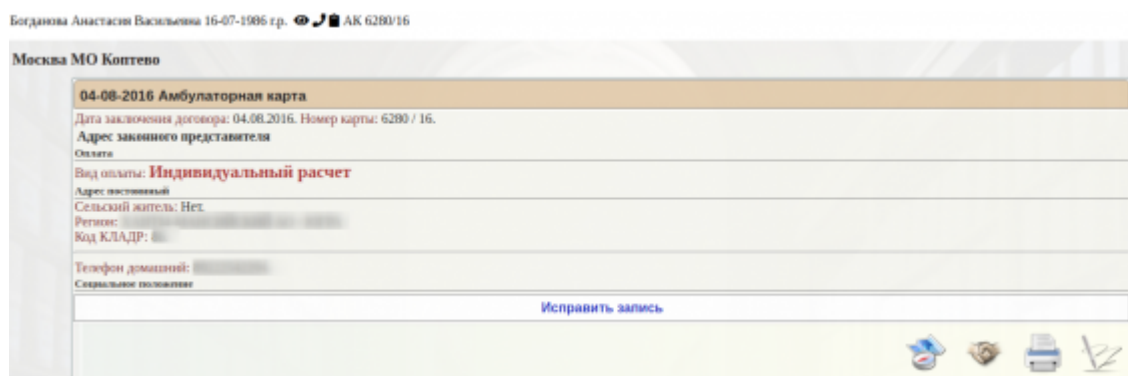 Богданова Анастасия Васильевна 16-07-1986 г.р. АК 6280/16
Москва МО Коптево
04-08-2016 Амбулаторная карта
Дата заключения договора: 04.08.2016. Номер карты: 6280 / 16.
Адрес законного представителя
Оплата
Вид оплаты: Индивидуальный расчет
Адрес постоянный
Сельский житель: Нет.
Регион:
Код КЛАДР:
Телефон домашний:
Социальное положение
Исправить запись